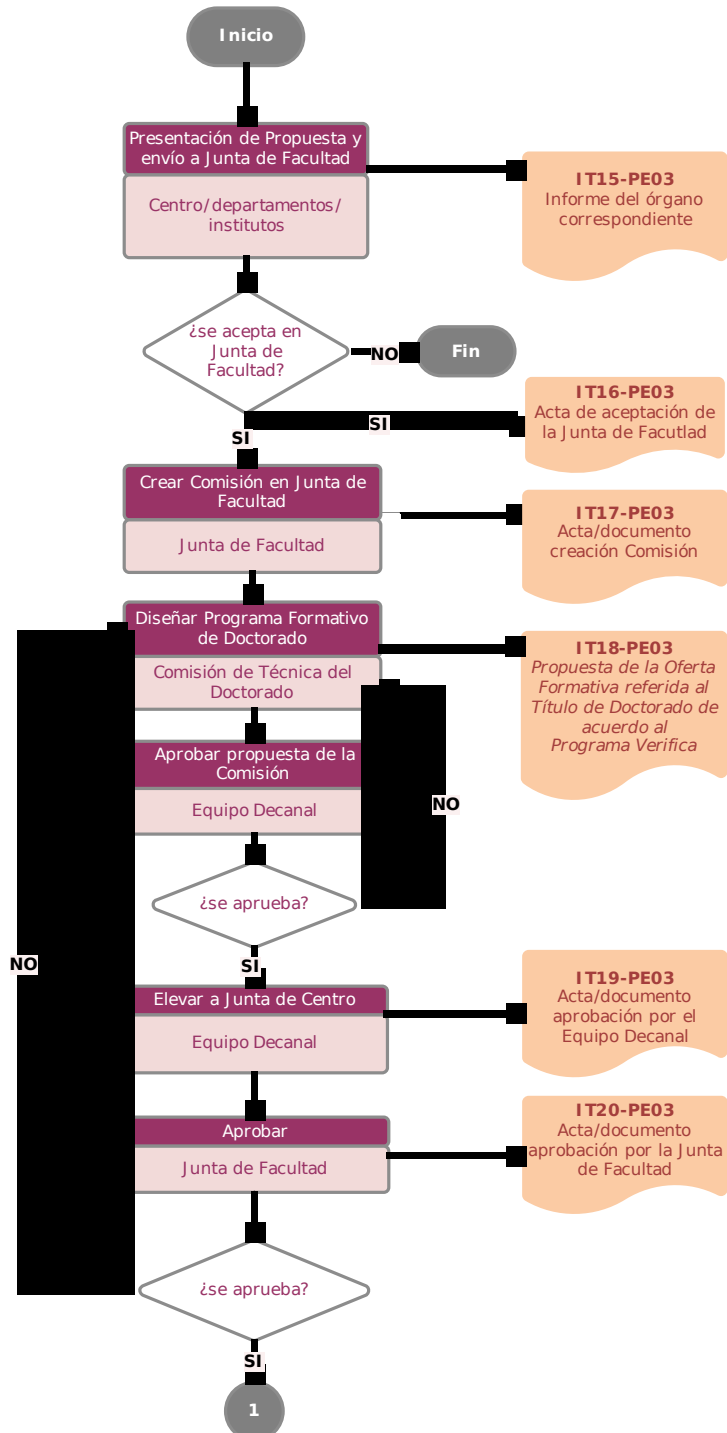 Inicio
Presentación de Propuesta y
envío a Junta de Facultad
Centro/departamentos/
institutos
IT15-PE03
Informe del órgano
correspondiente
¿se acepta en
Junta de
Facultad?
NO
Fin
IT16-PE03
Acta de aceptación de
la Junta de Facutlad
SI
SI
Crear Comisión en Junta de
Facultad
Junta de Facultad
IT17-PE03
Acta/documento
creación Comisión
Diseñar Programa Formativo
de Doctorado
Comisión de Técnica del
Doctorado
IT18-PE03
Propuesta de la Oferta
Formativa referida al
Título de Doctorado de
acuerdo al
Programa Verifica
Aprobar propuesta de la
Comisión
Equipo Decanal
NO
¿se aprueba?
SI
NO
Elevar a Junta de Centro
Equipo Decanal
IT19-PE03
Acta/documento
aprobación por el
Equipo Decanal
Aprobar
Junta de Facultad
IT20-PE03
Acta/documento
aprobación por la Junta
de Facultad
¿se aprueba?
SI
1